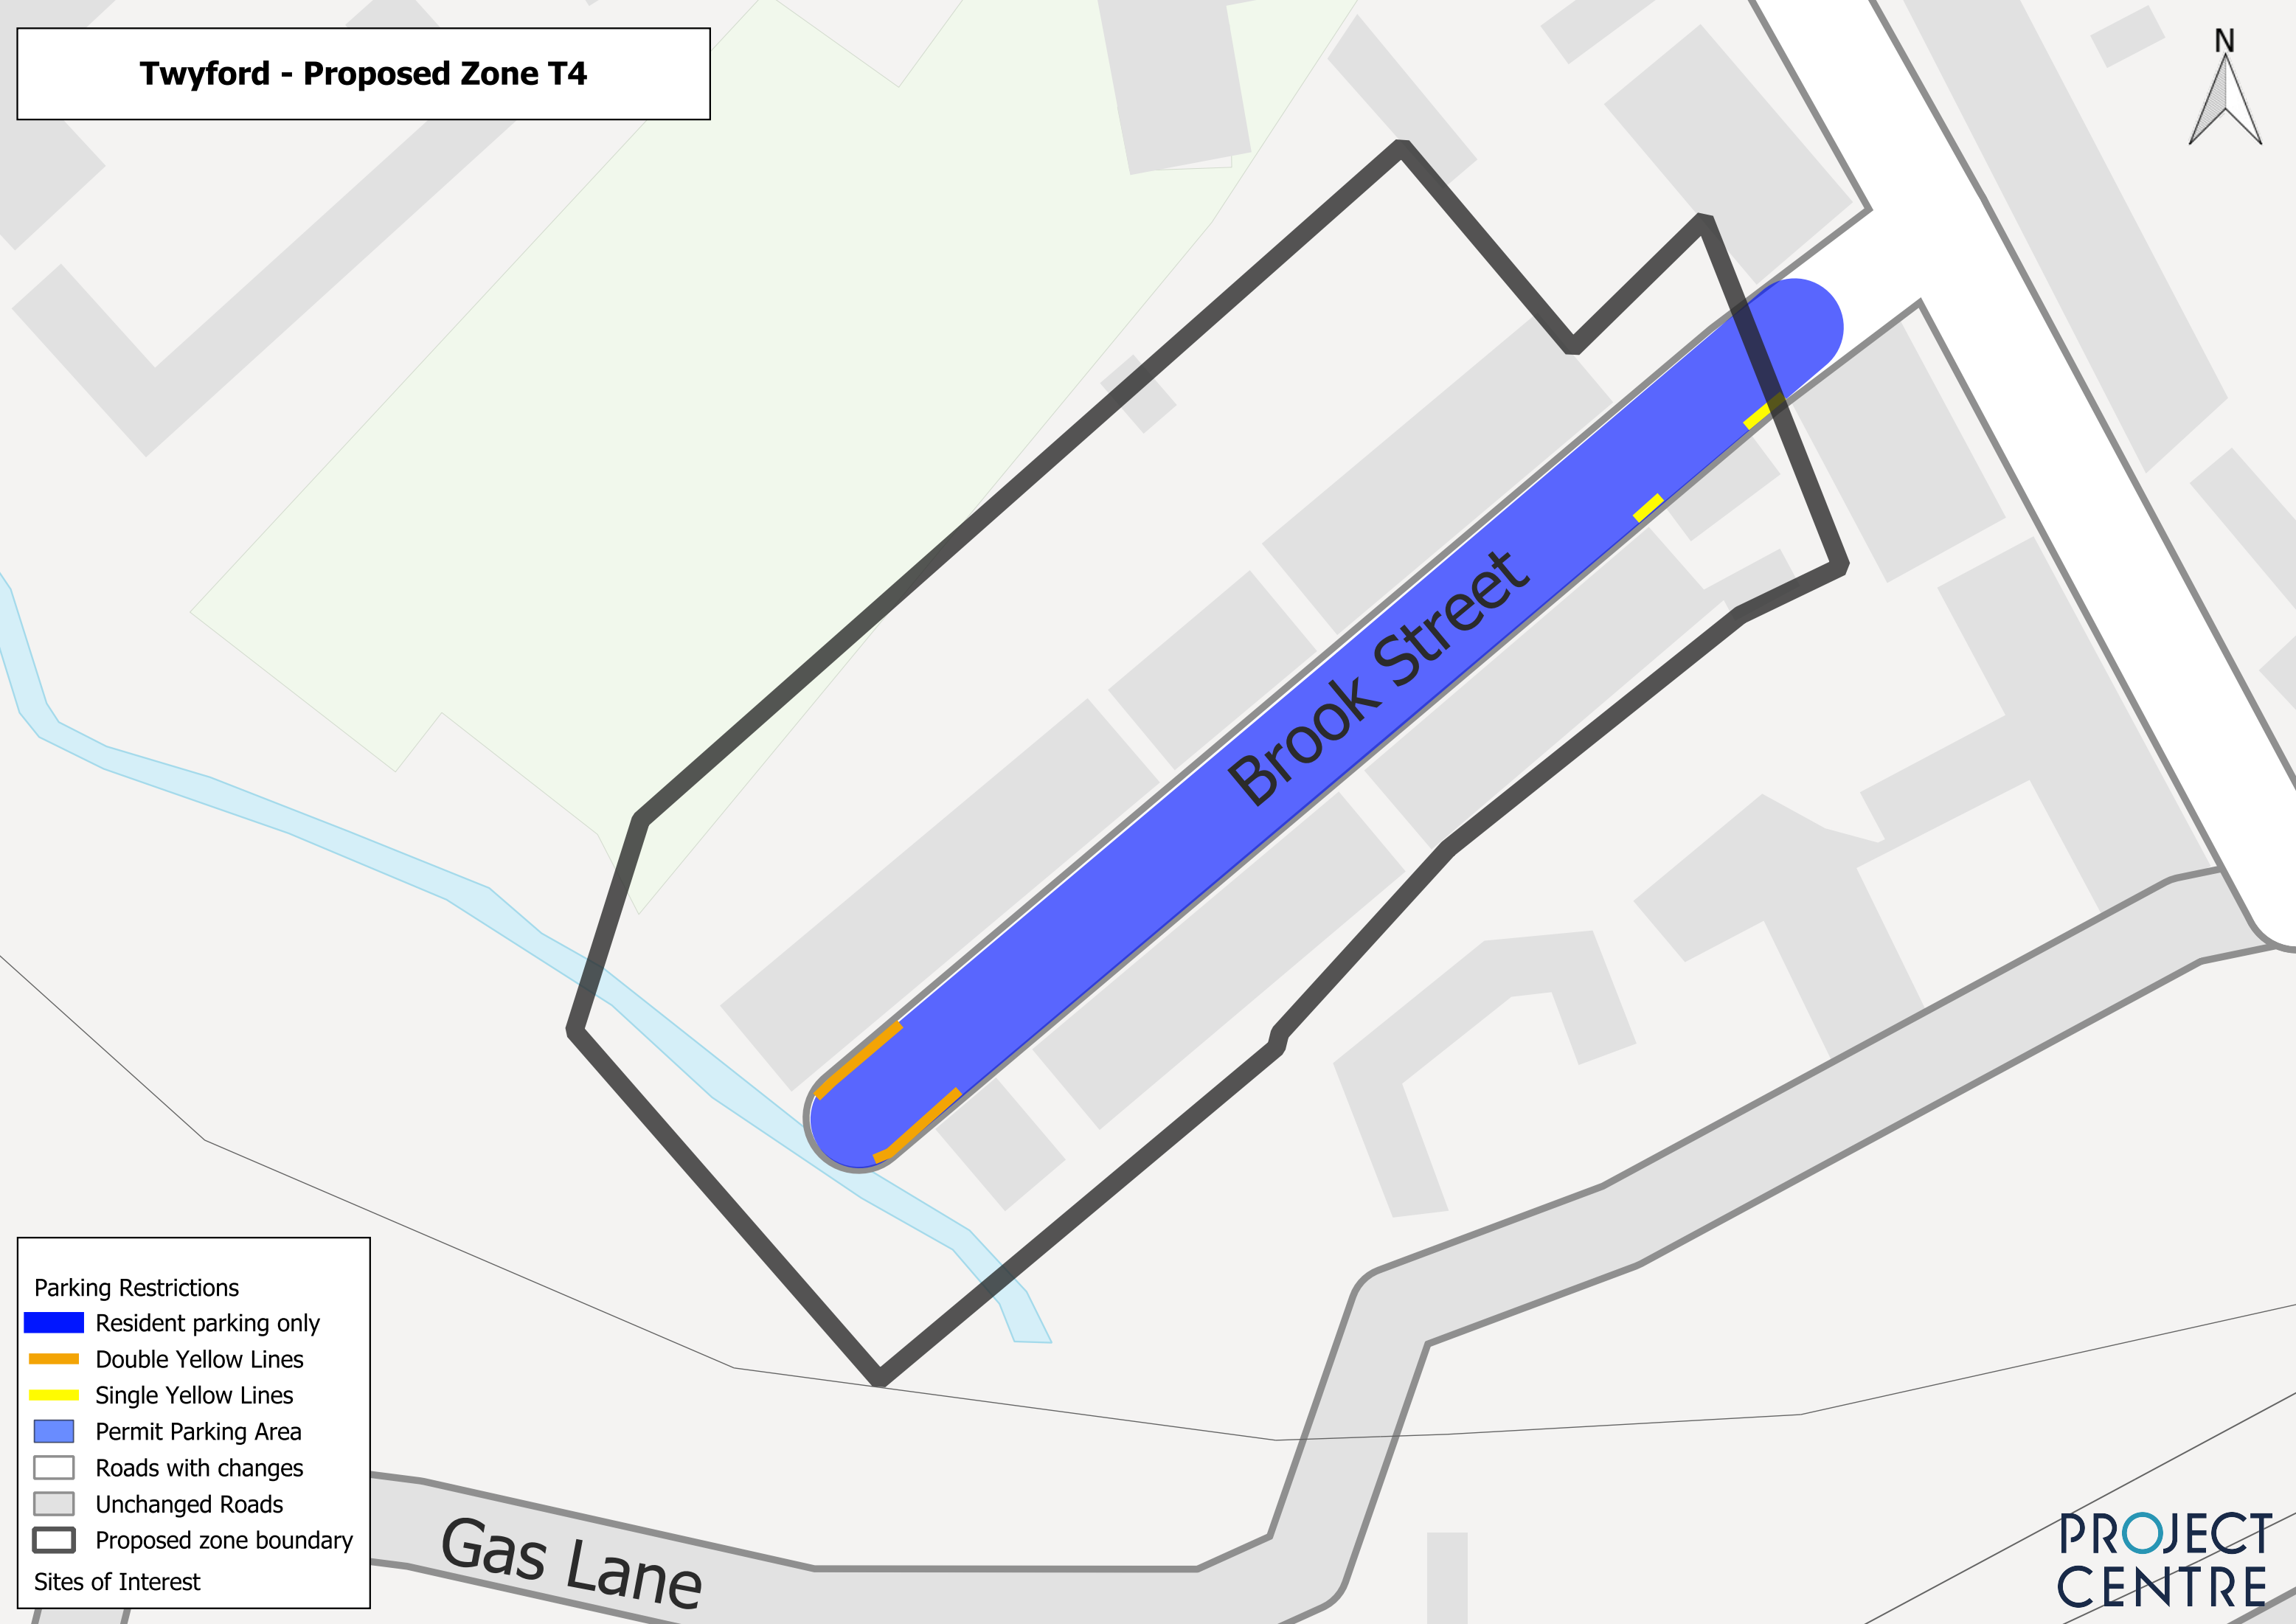 Twyford - Proposed Zone T4
N
Brook Street
Parking Restrictions
Resident parking only
Double Yellow Lines
Single Yellow Lines
Permit Parking Area
Roads with changes
Unchanged Roads
Proposed zone boundary
Sites of Interest
Gas Lane
PROJECT
CENTRE